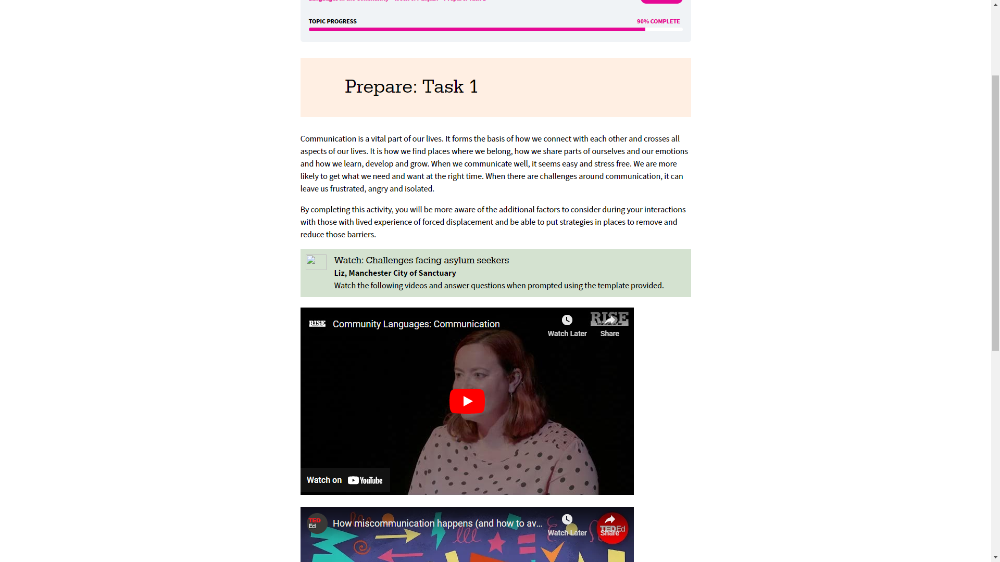 TOPIC PROGRESS
90% COMPLETE
Prepare: Task 1
Communication is a vital part of our lives. It forms the basis of how we connect with each other and crosses all
aspects of our lives. It is how we find places where we belong, how we share parts of ourselves and our emotions
and how we learn, develop and grow. When we communicate well, it seems easy and stress free. We are more
likely to get what we need and want at the right time. When there are challenges around communication, it can
leave us frustrated, angry and isolated.
By completing this activity, you will be more aware of the additional factors to consider during your interactions
with those with lived experience of forced displacement and be able to put strategies in places to remove and
reduce those barriers.
Watch: Challenges facing asylum seekers
Liz, Manchester City of Sanctuary
Watch the following videos and answer questions when prompted using the template provided.
RISE
Community Languages: Communication
Watch Later
Share
RISE
RISE.MMU.AC.UK
Watch on YouTube
TED Ed
How miscommunication happens (and how to av...
Watch Later
Share
TEDEd